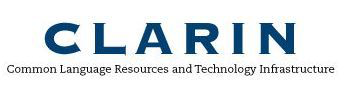 CLARIN
Common Language Resources and Technology Infrastructure